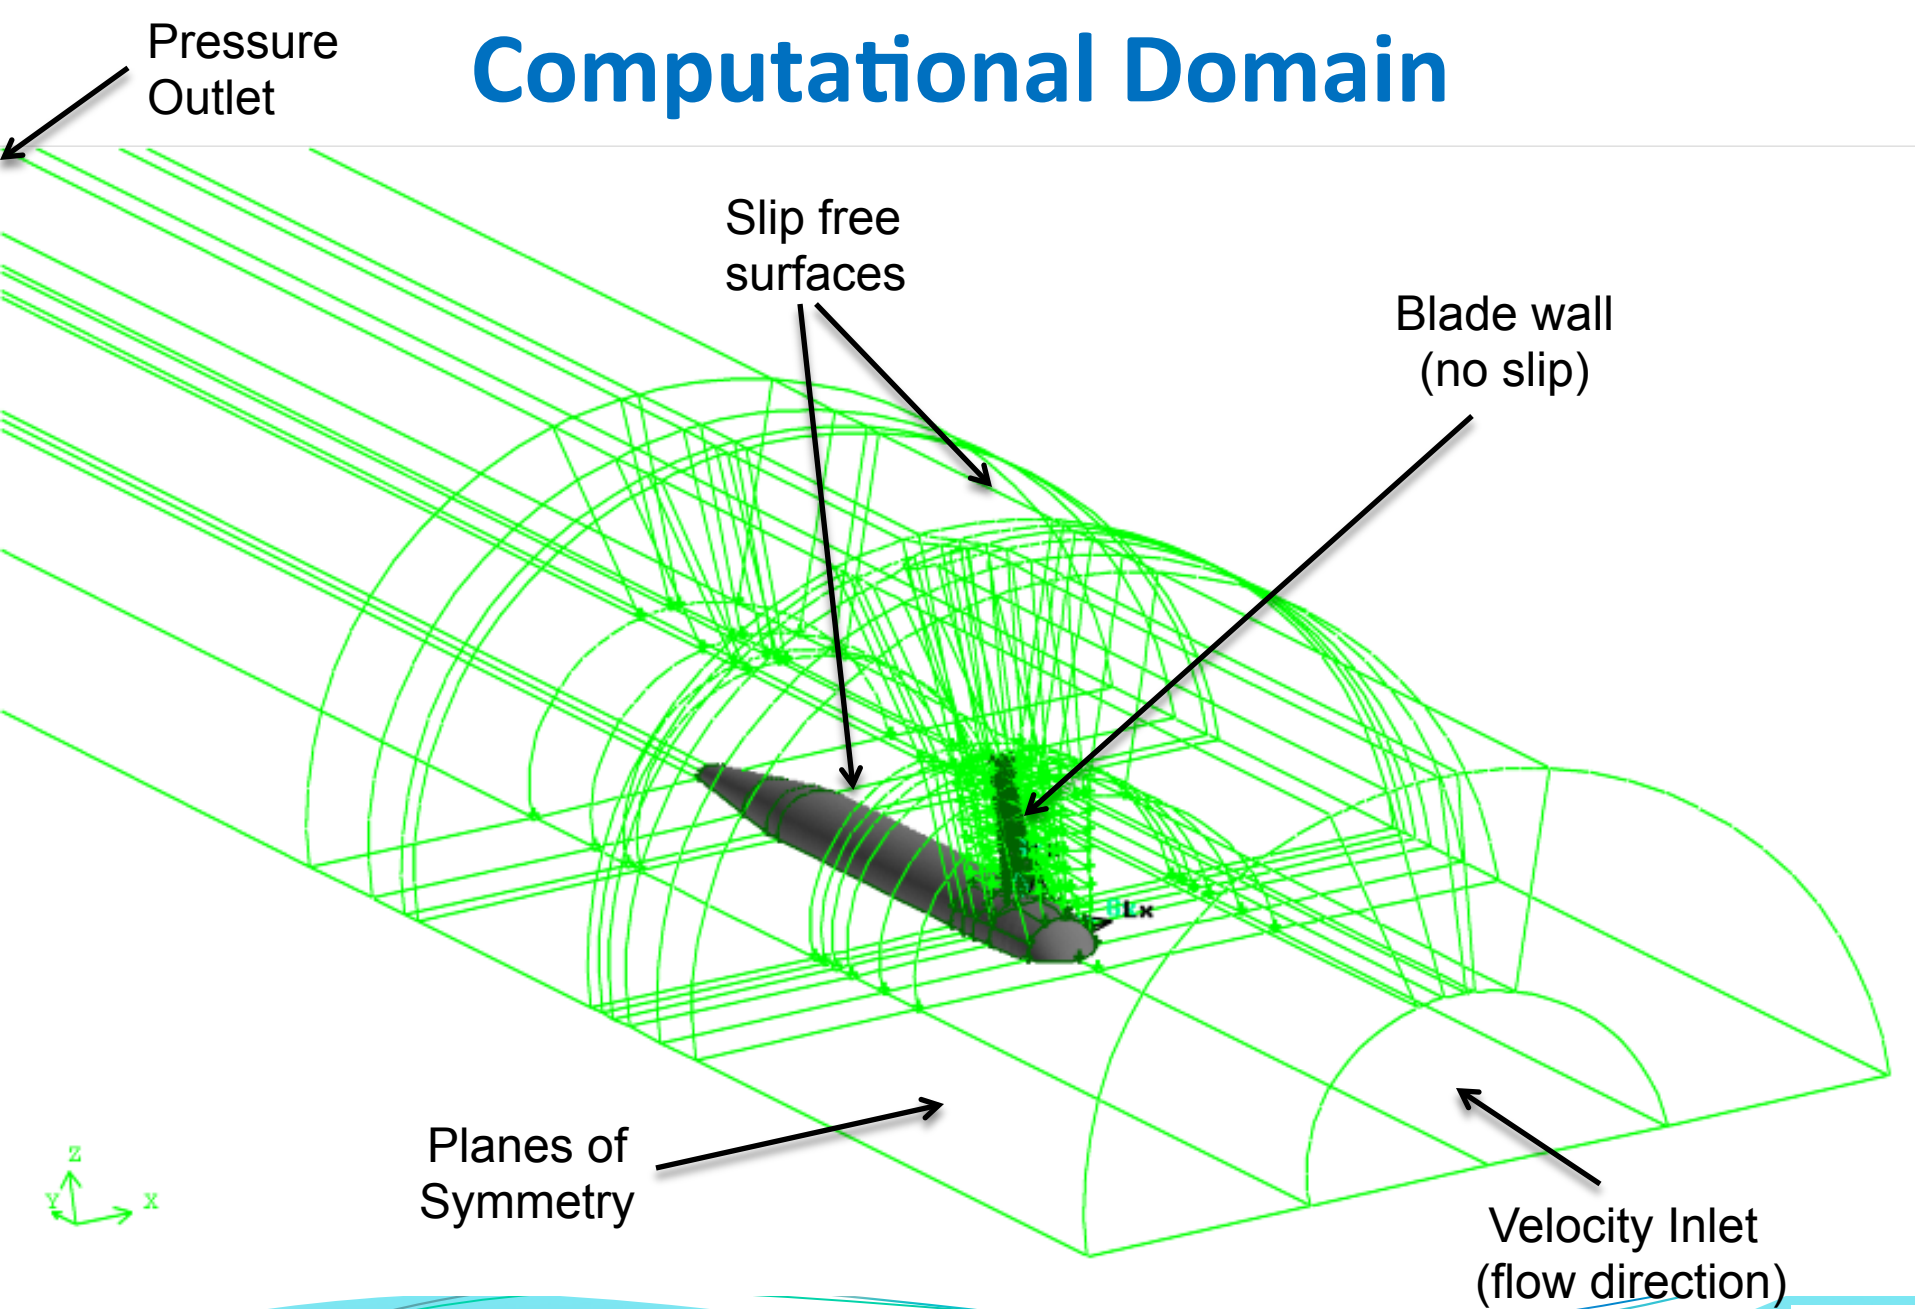 Computational Domain
Pressure
Outlet
Slip free
surfaces
Blade wall
(no slip)
Planes of
Symmetry
Velocity Inlet
(flow direction)
Z
Y
X